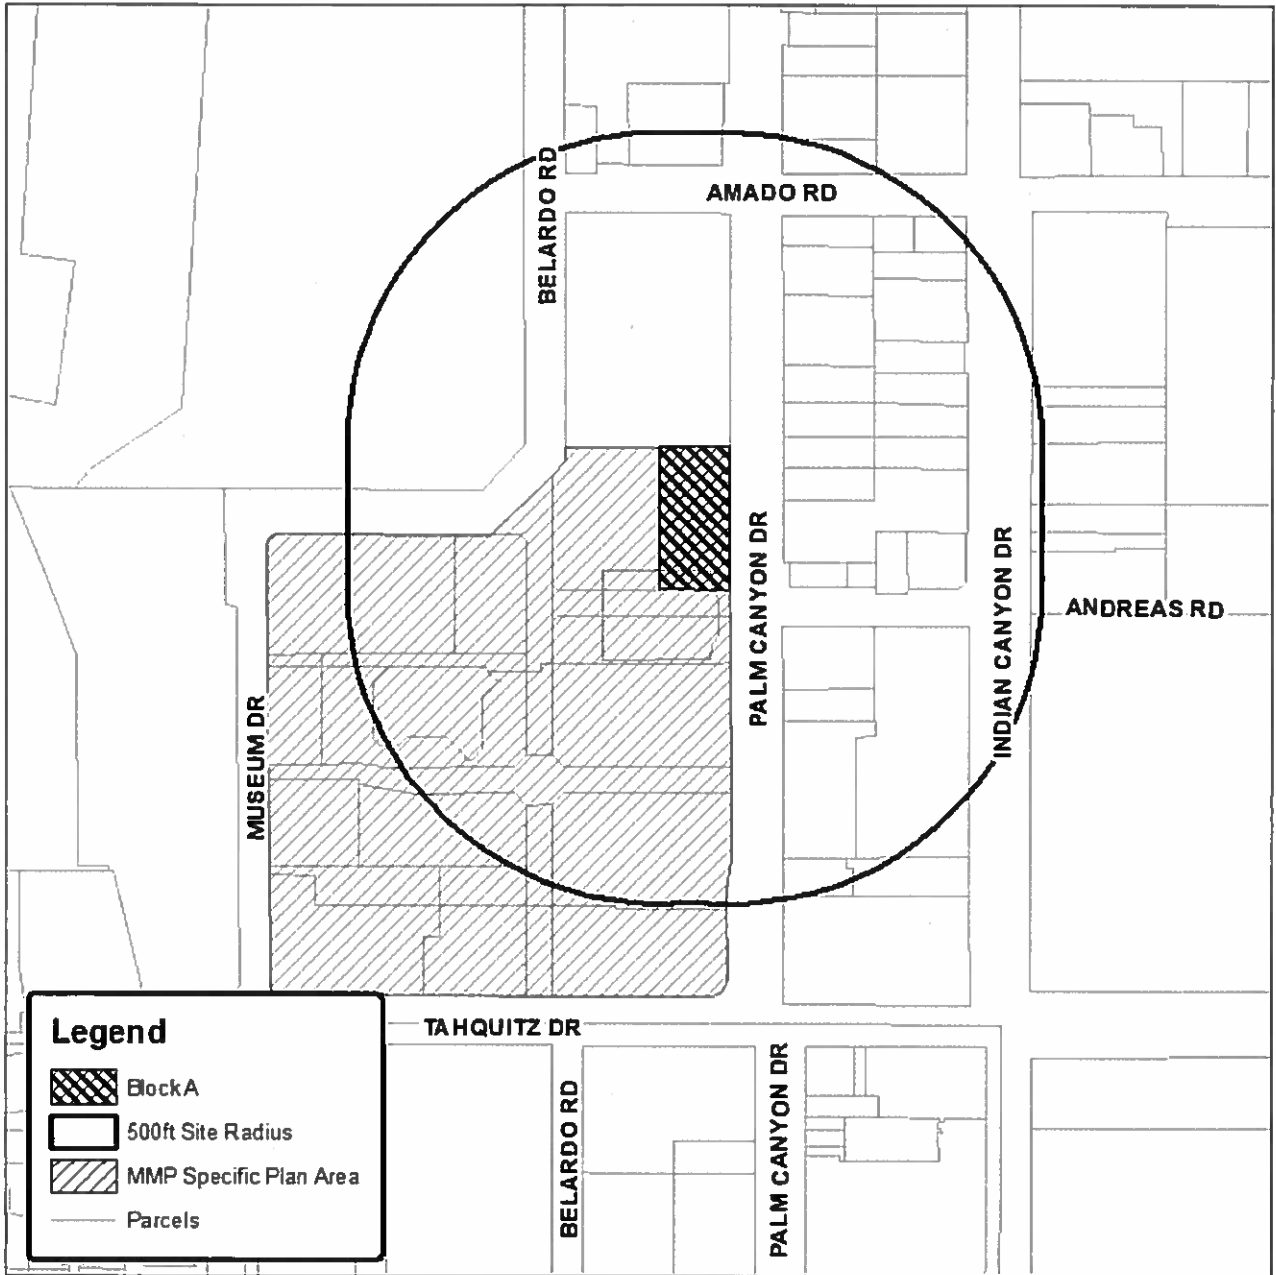 BELARDO RD
AMADO RD
PALM CANYON DR
INDIAN CANYON DR
ANDREAS RD
MUSEUM DR
TAHQUITZ DR
BELARDO RD
PALM CANYON DR
Legend
Block A
500ft Site Radius
MMP Specific Plan Area
Parcels